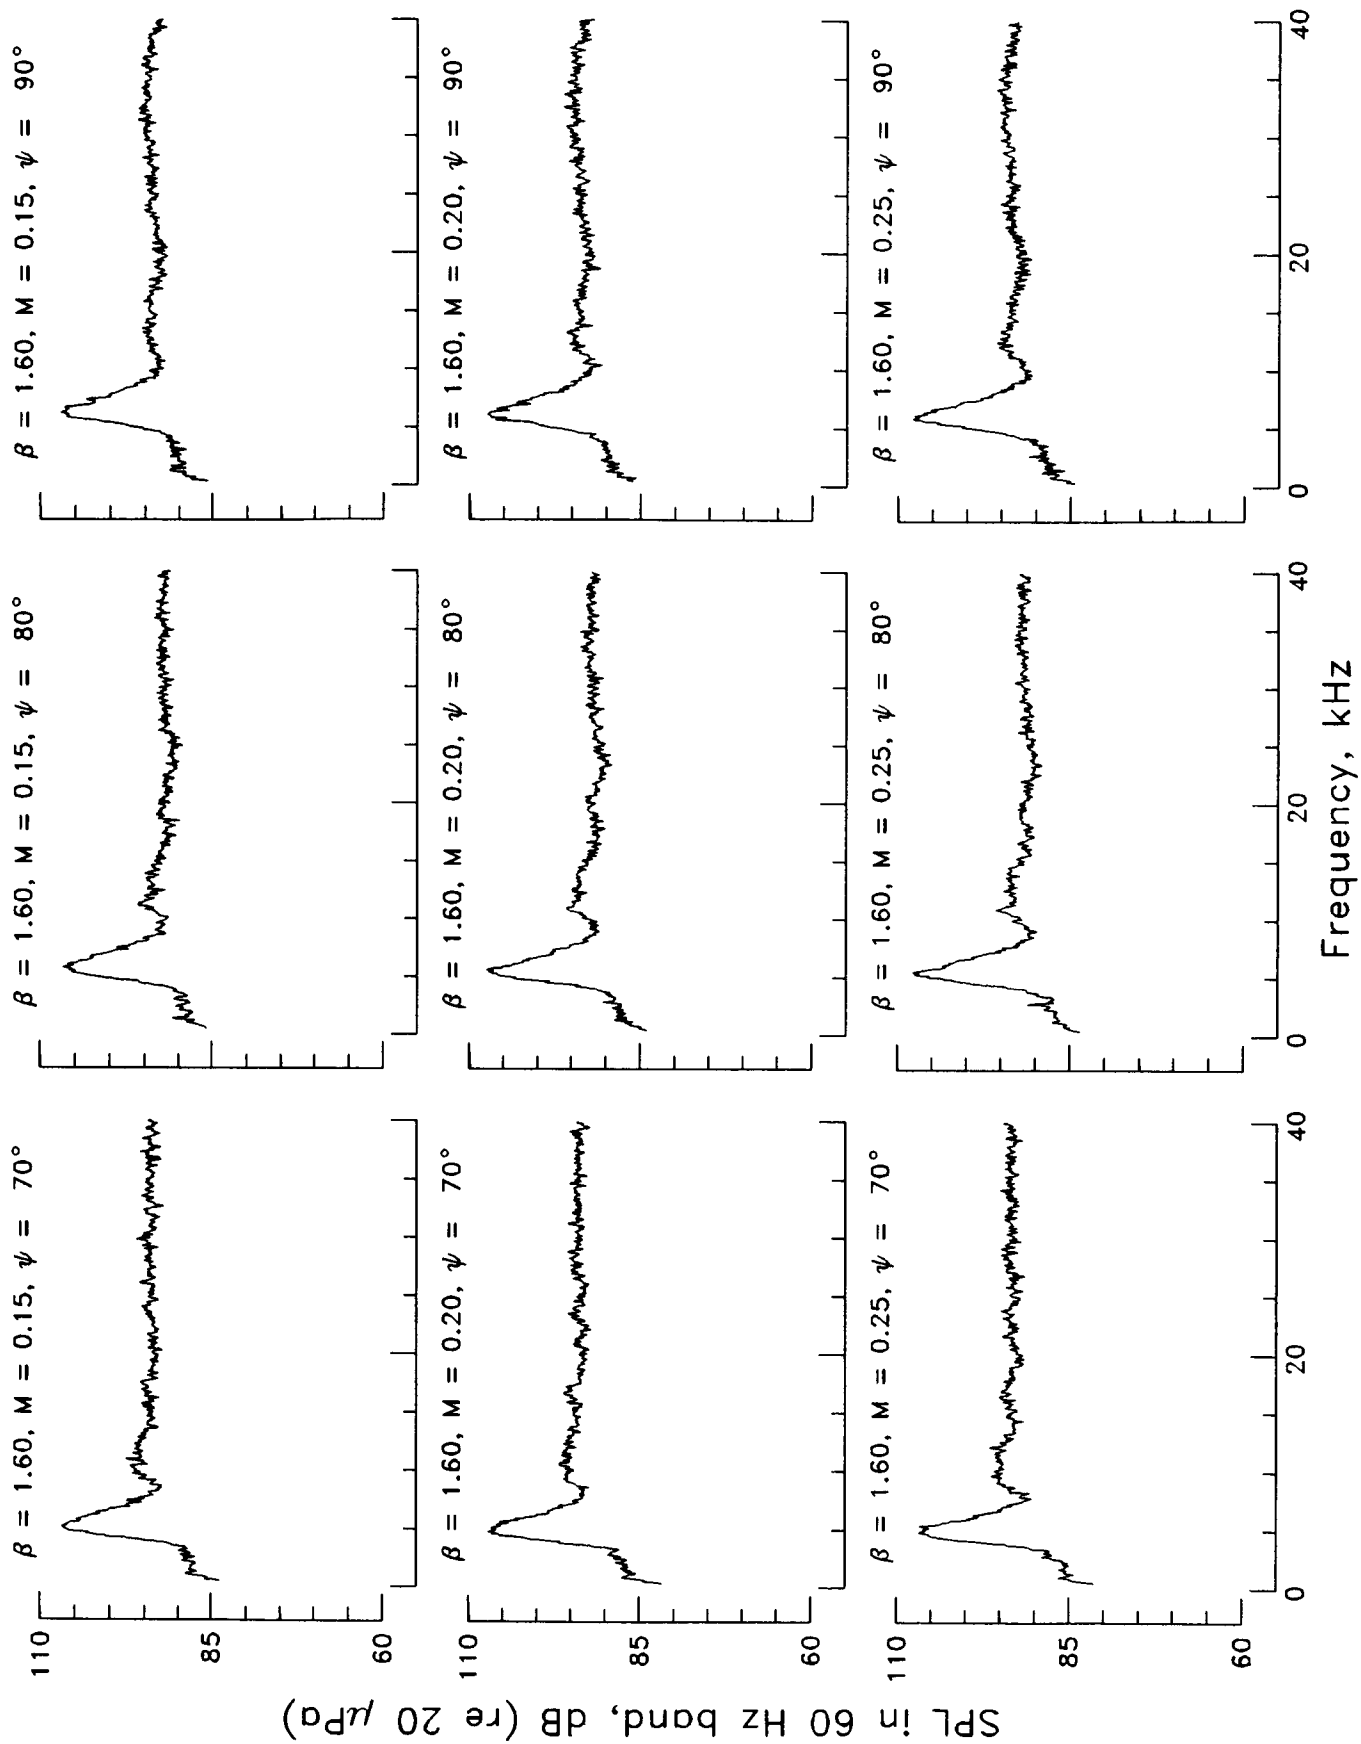 β = 1.60, M = 0.15, ψ = 70°
β = 1.60, M = 0.15, ψ = 80°
β = 1.60, M = 0.15, ψ = 90°
110
85
60
β = 1.60, M = 0.20, ψ = 70°
β = 1.60, M = 0.20, ψ = 80°
β = 1.60, M = 0.20, ψ = 90°
110
85
60
β = 1.60, M = 0.25, ψ = 70°
β = 1.60, M = 0.25, ψ = 80°
β = 1.60, M = 0.25, ψ = 90°
110
85
60
SPL in 60 Hz band, dB (re 20 μPa)
0 20 40 0 20 40 0 20 40
Frequency, kHz